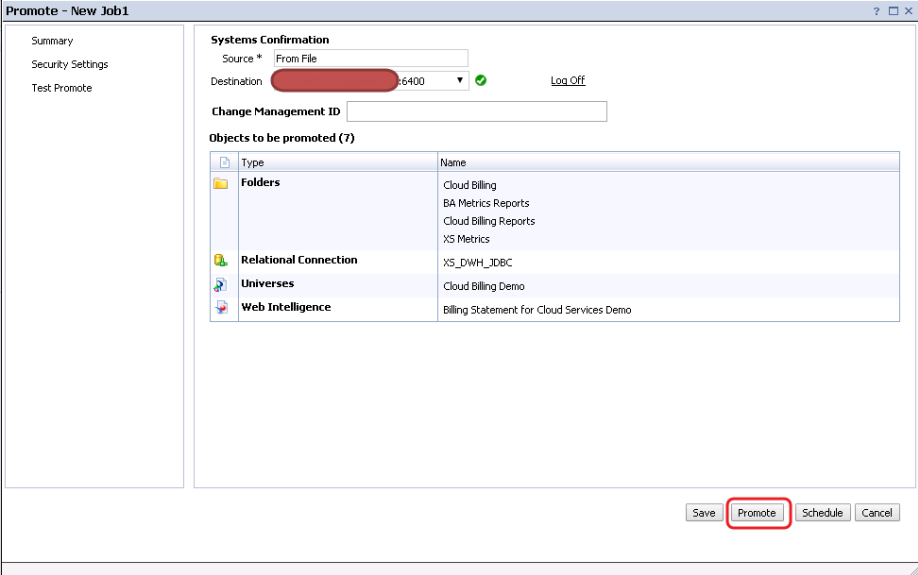 Promote - New Job1
?
Summary
Security Settings
Test Promote
Systems Confirmation
Source * From File
Destination :6400 Log Off
Change Management ID
Objects to be promoted (7)
Type Name
Folders Cloud Billing
BA Metrics Reports
Cloud Billing Reports
XS Metrics
Relational Connection XS_DWH_JDBC
Universes Cloud Billing Demo
Web Intelligence Billing Statement for Cloud Services Demo
Save Promote Schedule Cancel